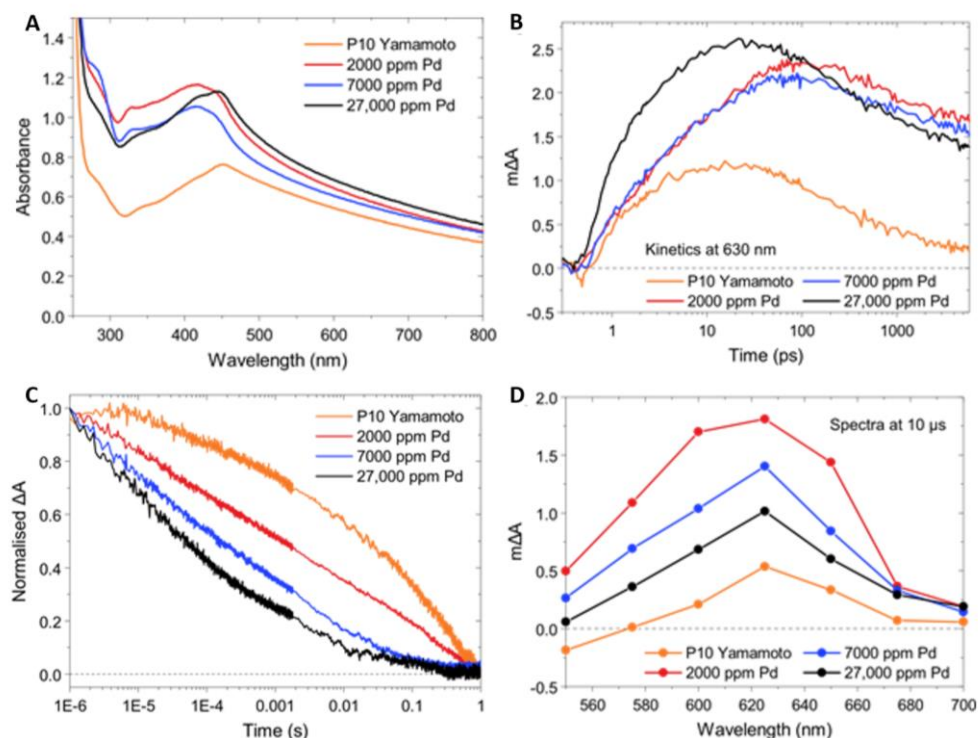 A
1.4
1.2
1.0
0.8
0.6
0.4
0.2
0.0
Absorbance
P10 Yamamoto
2000 ppm Pd
7000 ppm Pd
27,000 ppm Pd
300 400 500 600 700 800
Wavelength (nm)
B
2.5
2.0
1.5
1.0
0.5
0.0
-0.5
mΔA
Kinetics at 630 nm
P10 Yamamoto 7000 ppm Pd
2000 ppm Pd 27,000 ppm Pd
1 10 100 1000
Time (ps)
C
1.0
0.8
0.6
0.4
0.2
0.0
Normalised ΔA
P10 Yamamoto
2000 ppm Pd
7000 ppm Pd
27,000 ppm Pd
1E-6 1E-5 1E-4 0.001 0.01 0.1 1
Time (s)
D
2.0
1.5
1.0
0.5
0.0
-0.5
mΔA
Spectra at 10 µs
P10 Yamamoto 7000 ppm Pd
2000 ppm Pd 27,000 ppm Pd
560 580 600 620 640 660 680 700
Wavelength (nm)